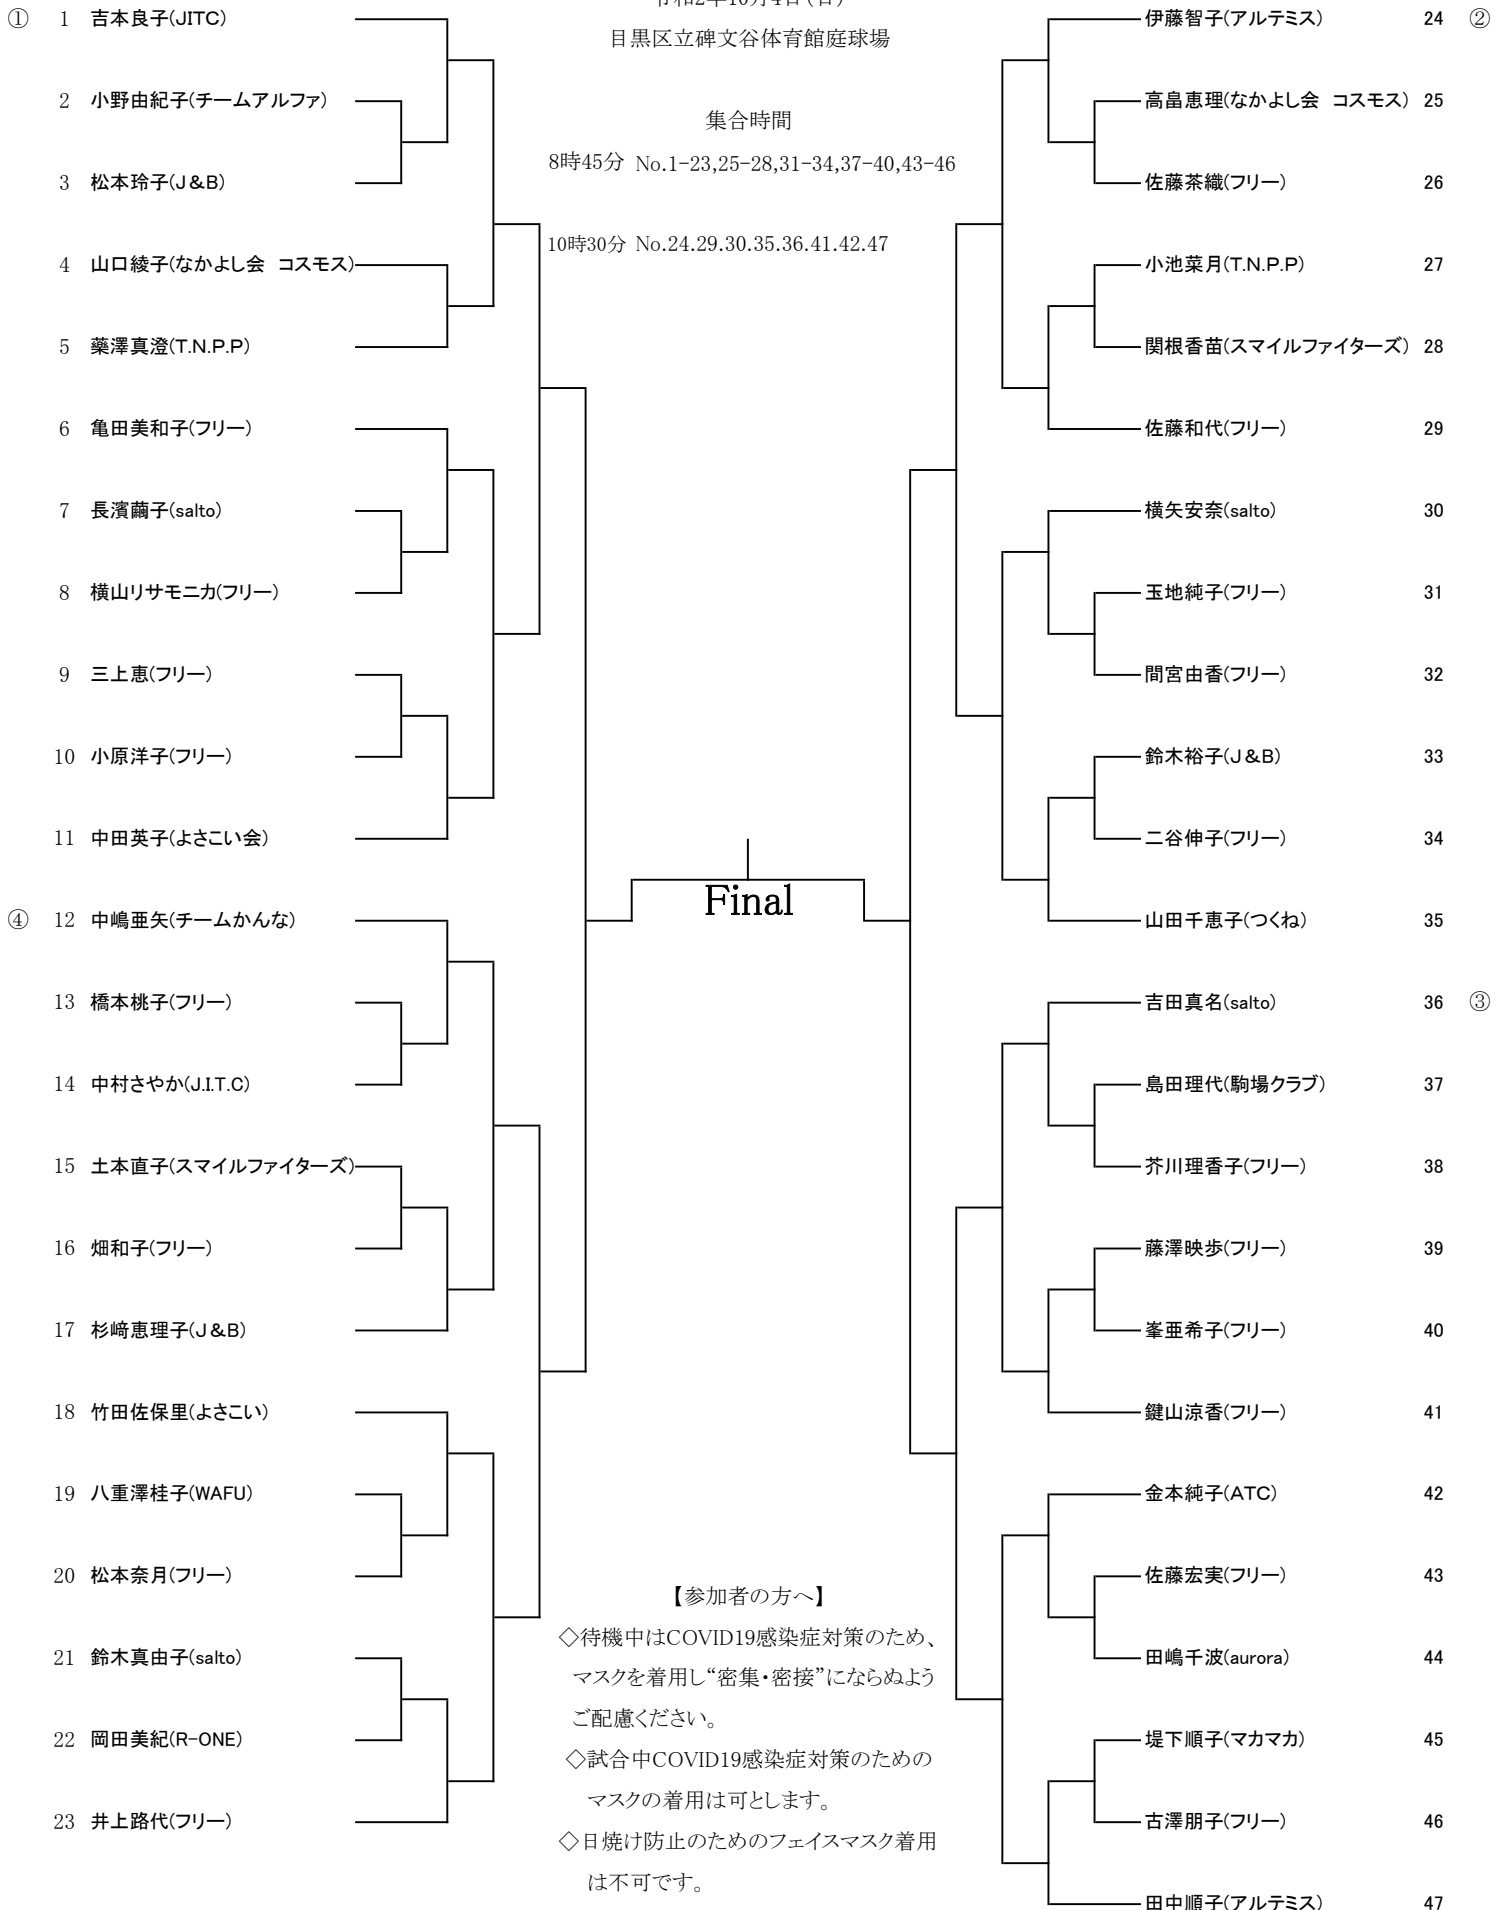 令和2年10月4日(日)
目黒区立碑文谷体育館庭球場
集合時間
8時45分 No.1-23,25-28,31-34,37-40,43-46
10時30分 No.24.29.30.35.36.41.42.47
① 1 吉本良子(JITC)
2 小野由紀子(チームアルファ)
3 松本玲子(J&B)
4 山口綾子(なかよし会 コスモス)
5 藥澤真澄(T.N.P.P)
6 亀田美和子(フリー)
7 長濱繭子(salto)
8 横山リサモニカ(フリー)
9 三上恵(フリー)
10 小原洋子(フリー)
11 中田英子(よさこい会)
④ 12 中嶋亜矢(チームかんな)
13 橋本桃子(フリー)
14 中村さやか(J.I.T.C)
15 土本直子(スマイルファイターズ)
16 畑和子(フリー)
17 杉﨑恵理子(J&B)
18 竹田佐保里(よさこい)
19 八重澤桂子(WAFU)
20 松本奈月(フリー)
21 鈴木真由子(salto)
22 岡田美紀(R-ONE)
23 井上路代(フリー)
Final
伊藤智子(アルテミス) 24 ②
高畠恵理(なかよし会 コスモス) 25
佐藤茶織(フリー) 26
小池菜月(T.N.P.P) 27
関根香苗(スマイルファイターズ) 28
佐藤和代(フリー) 29
横矢安奈(salto) 30
玉地純子(フリー) 31
間宮由香(フリー) 32
鈴木裕子(J&B) 33
二谷伸子(フリー) 34
山田千恵子(つくね) 35
吉田真名(salto) 36 ③
島田理代(駒場クラブ) 37
芥川理香子(フリー) 38
藤澤映歩(フリー) 39
峯亜希子(フリー) 40
鍵山涼香(フリー) 41
金本純子(ATC) 42
佐藤宏実(フリー) 43
田嶋千波(aurora) 44
堤下順子(マカマカ) 45
古澤朋子(フリー) 46
田中順子(アルテミス) 47
【参加者の方へ】
◇待機中はCOVID19感染症対策のため、
マスクを着用し“密集・密接”にならぬよう
ご配慮ください。
◇試合中COVID19感染症対策のための
マスクの着用は可とします。
◇日焼け防止のためのフェイスマスク着用
は不可です。